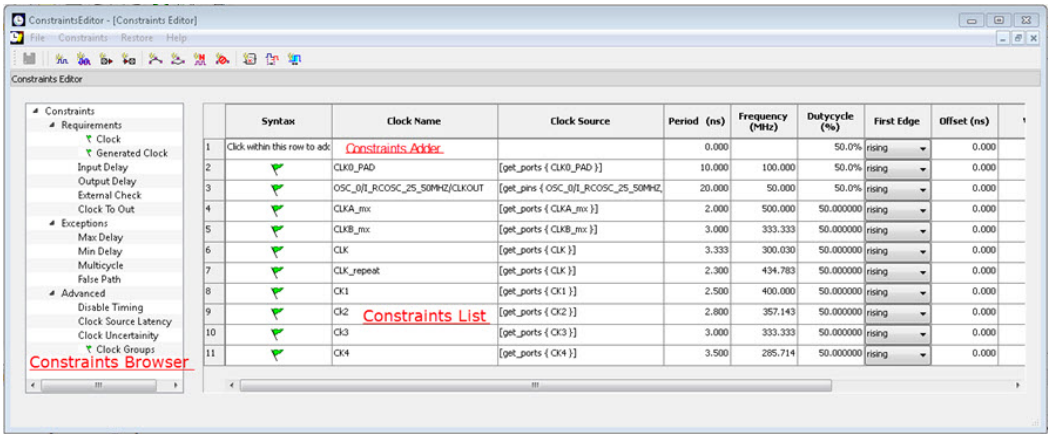 ConstraintsEditor - [Constraints Editor]
File Constraints Restore Help
Constraints Editor
Constraints
Requirements
Clock
Generated Clock
Input Delay
Output Delay
External Check
Clock To Out
Exceptions
Max Delay
Min Delay
Multicycle
False Path
Advanced
Disable Timing
Clock Source Latency
Clock Uncertainity
Clock Groups
Constraints Browser
Syntax Clock Name Clock Source Period (ns) Frequency (MHz) Dutycycle (%) First Edge Offset (ns)
1 Click within this row to add Constraints Adder 0.000 50.0% rising 0.000
2 CLK0_PAD [get_ports { CLK0_PAD }] 10.000 100.000 50.0% rising 0.000
3 OSC_0/I_RCOSC_25_50MHZ/CLKOUT [get_pins { OSC_0/I_RCOSC_25_50MHZ, 20.000 50.000 50.0% rising 0.000
4 CLKA_mx [get_ports { CLKA_mx }] 2.000 500.000 50.000000 rising 0.000
5 CLKB_mx [get_ports { CLKB_mx }] 3.000 333.333 50.000000 rising 0.000
6 CLK [get_ports { CLK }] 3.333 300.030 50.000000 rising 0.000
7 CLK_repeat [get_ports { CLK }] 2.300 434.783 50.000000 rising 0.000
8 CK1 [get_ports { CK1 }] 2.500 400.000 50.000000 rising 0.000
9 Ck2 Constraints List [get_ports { CK2 }] 2.800 357.143 50.000000 rising 0.000
10 Ck3 [get_ports { CK3 }] 3.000 333.333 50.000000 rising 0.000
11 CK4 [get_ports { CK4 }] 3.500 285.714 50.000000 rising 0.000